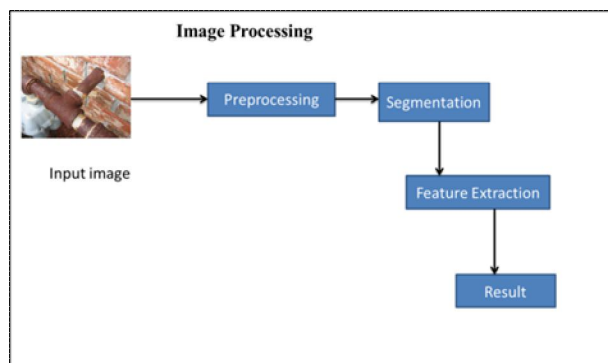 Image Processing
Preprocessing
Segmentation
Input image
Feature Extraction
Result